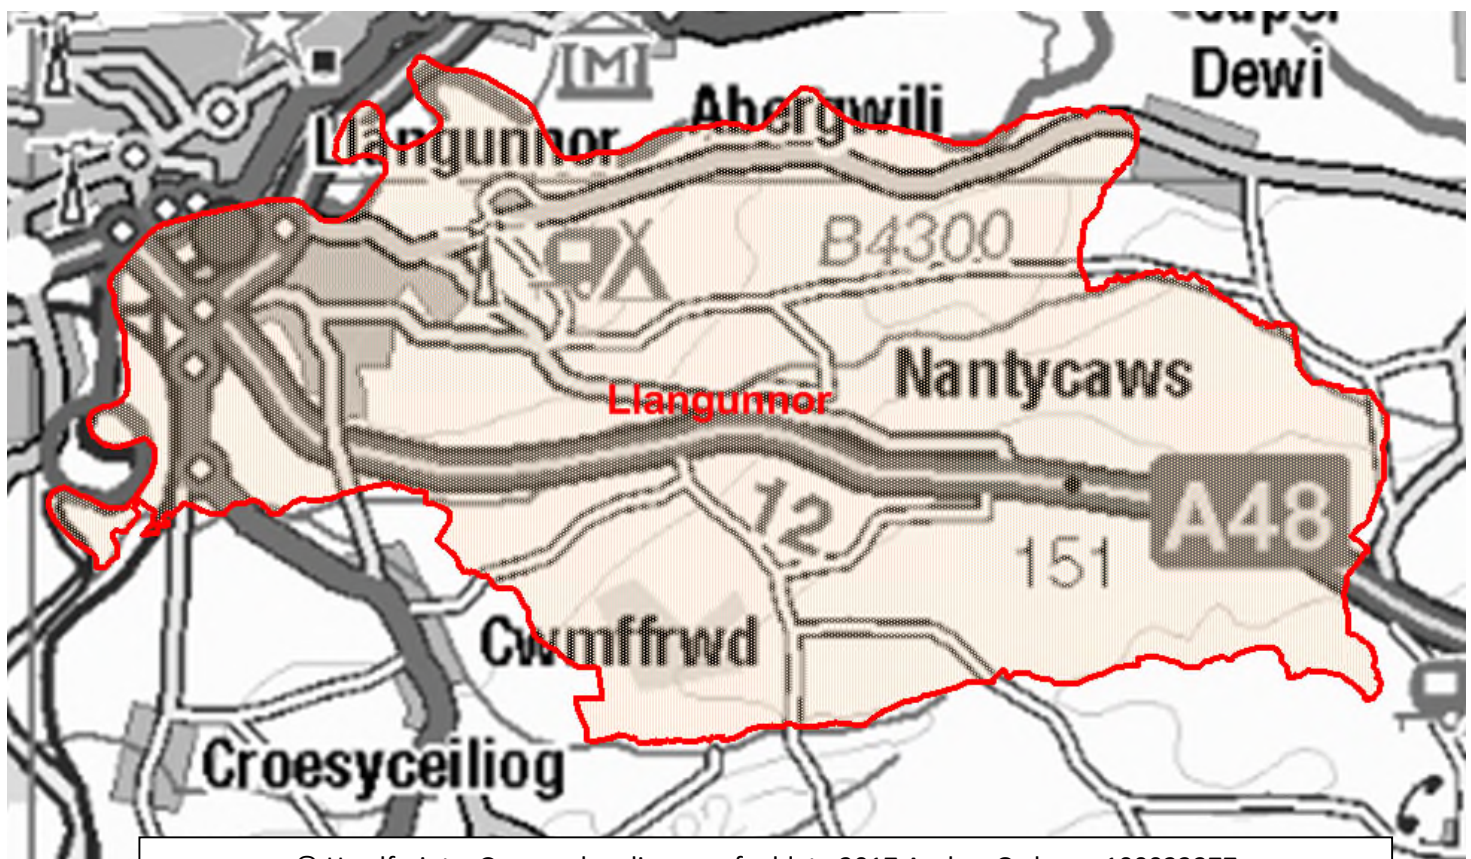 Dewi
Abergwili
Llangunnor
B4300
Nantycaws
Llangunnor
12
A48
151
Cwmffrwd
Croesyceiliog